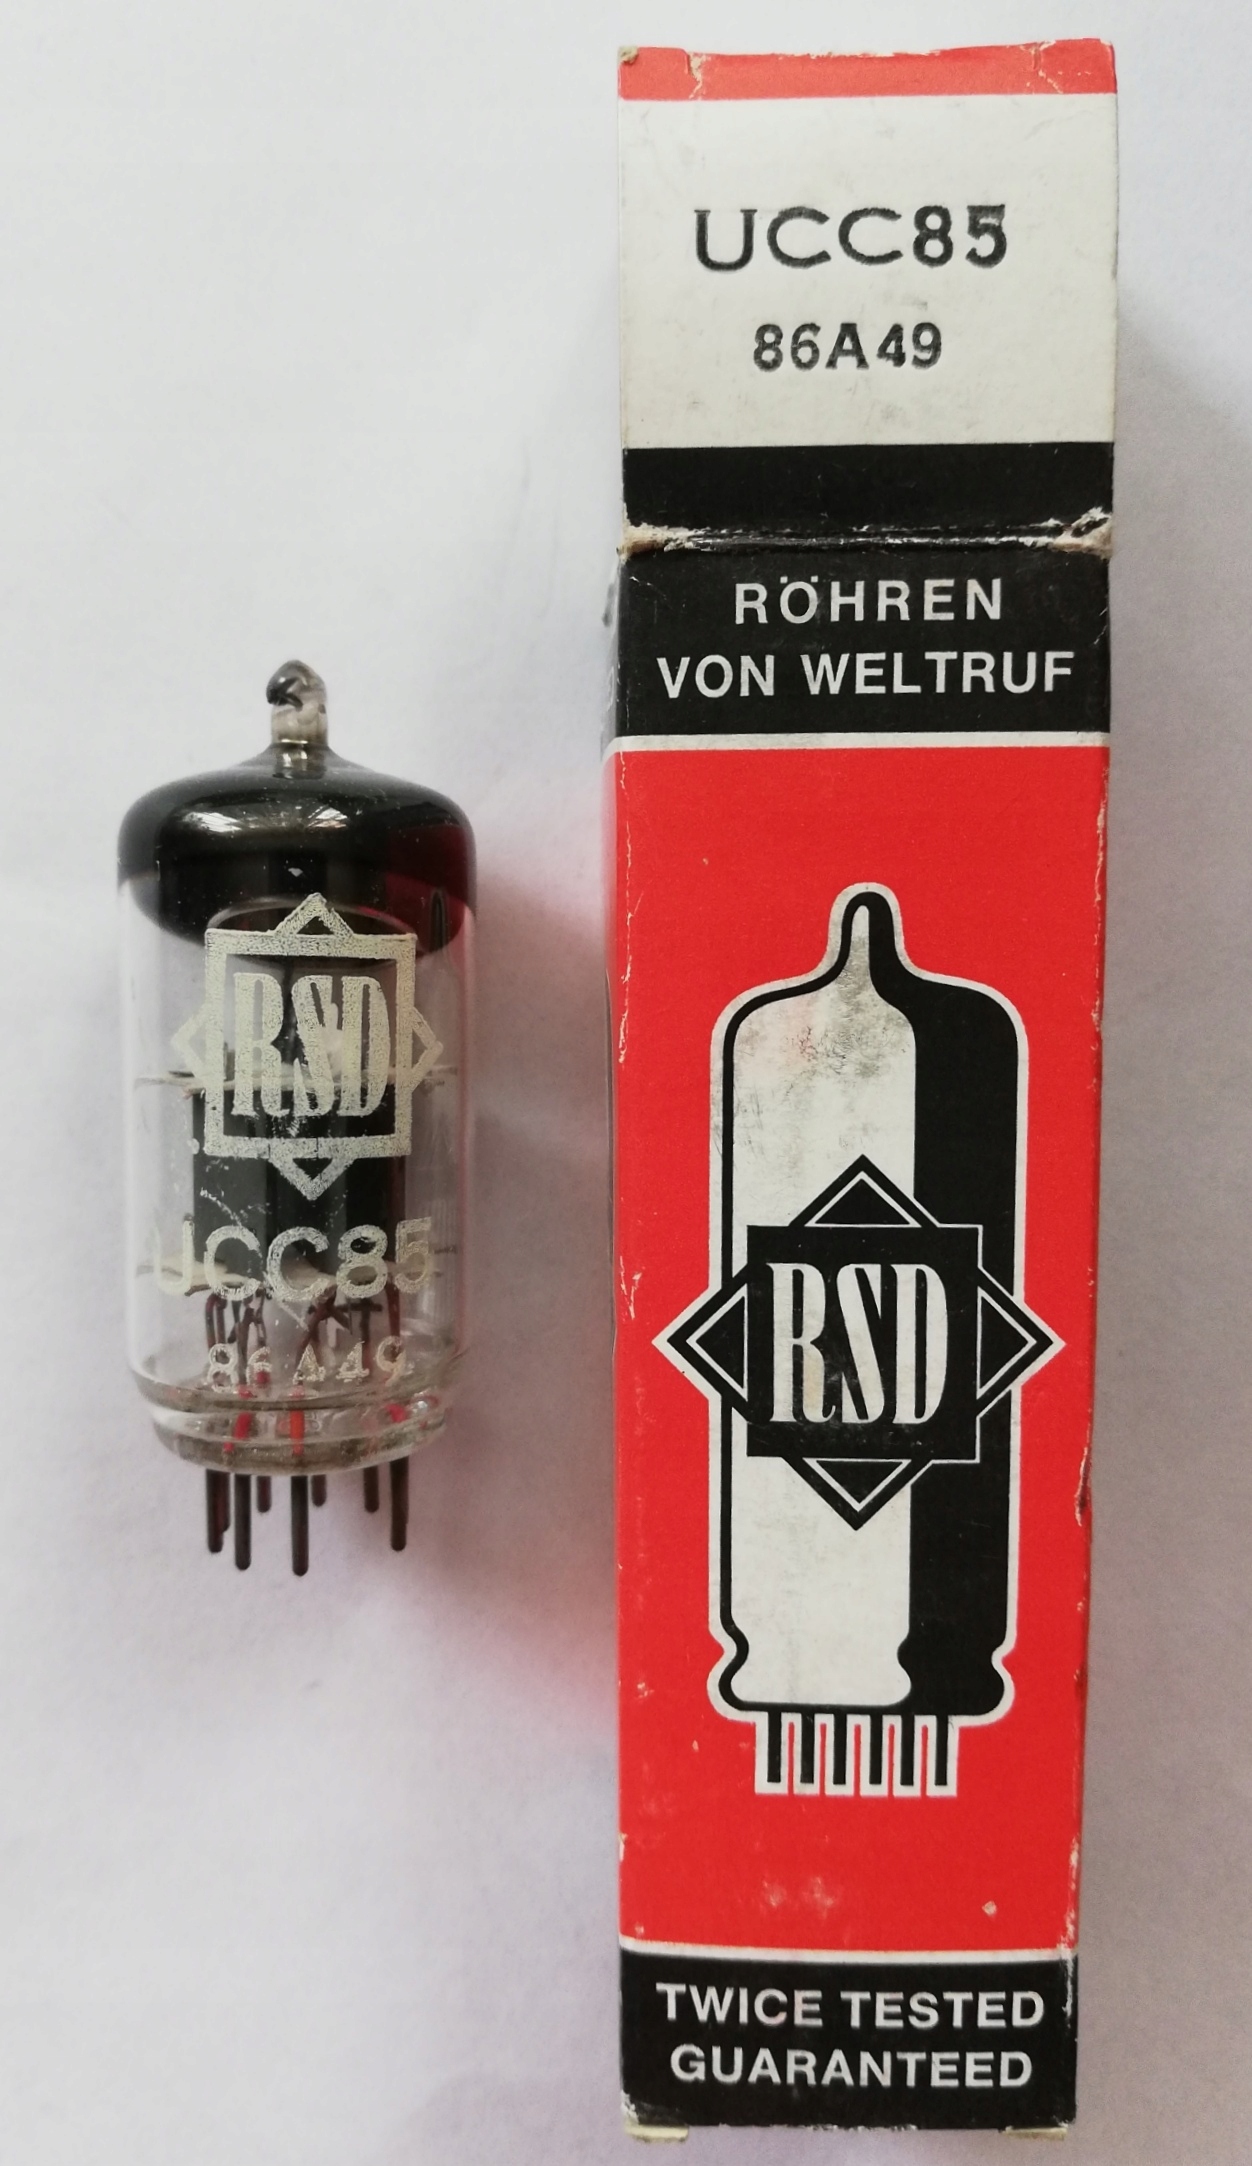 UCC85
86A49
RÖHREN
VON WELTRUF
RSD
TWICE TESTED
GUARANTEED
RSD
UCC85
86A49